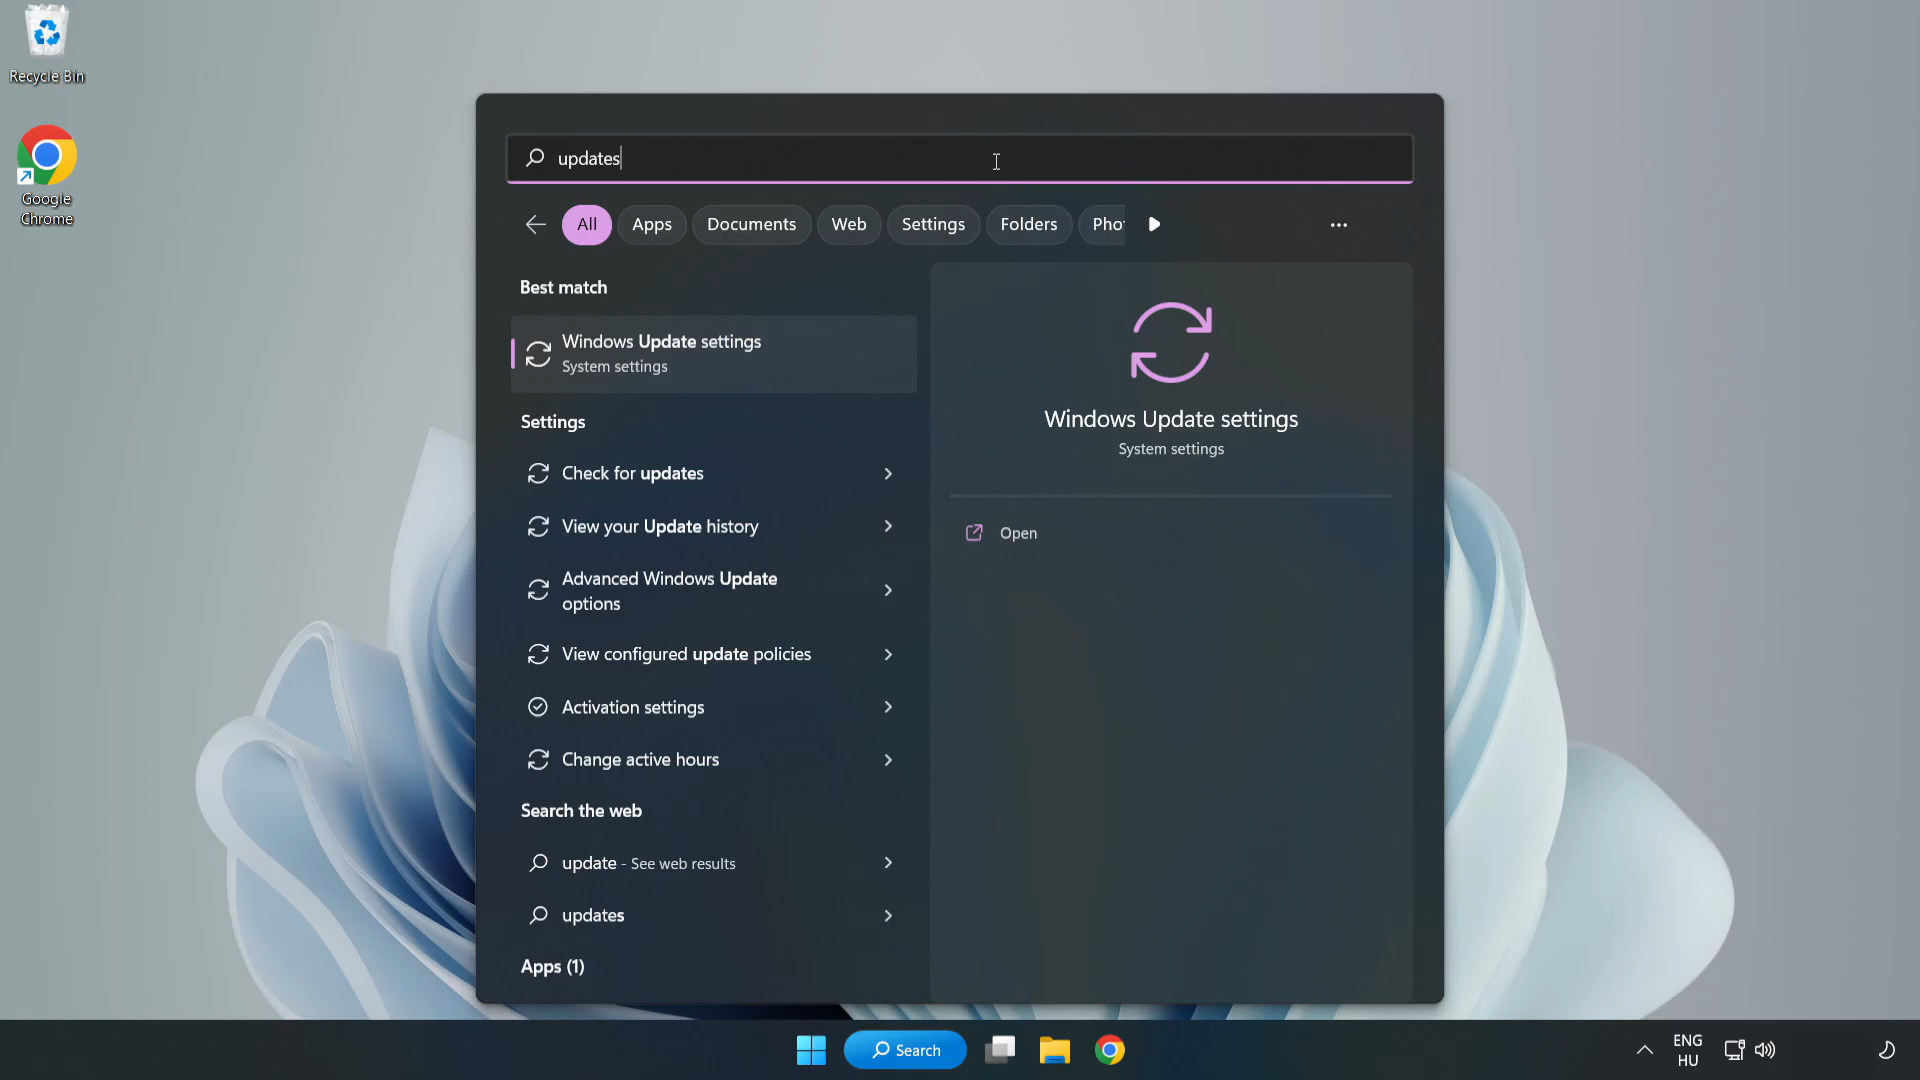 Recycle Bin
Google
Chrome
updates
All
Apps
Documents
Web
Settings
Folders
Pho
Best match
Windows Update settings
System settings
Settings
Check for updates
View your Update history
Advanced Windows Update
options
View configured update policies
Activation settings
Change active hours
Search the web
update - See web results
updates
Apps (1)
Windows Update settings
System settings
Open
Search
ENG
HU